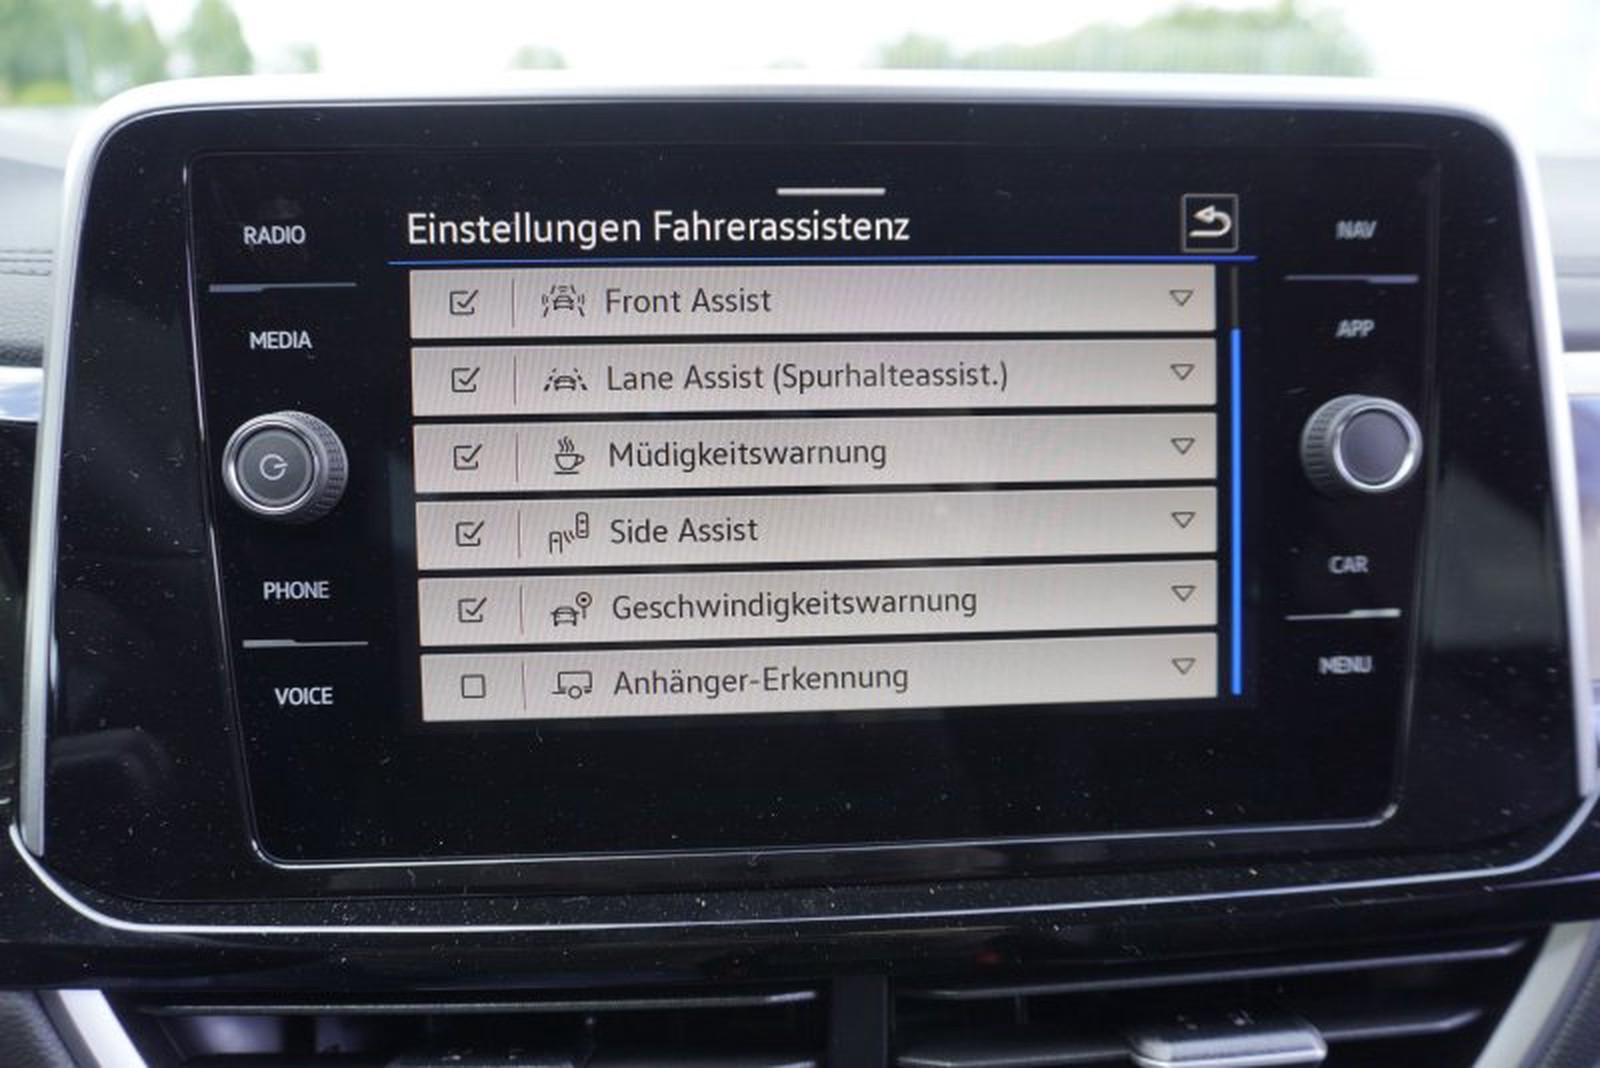 RADIO
MEDIA
PHONE
VOICE
Einstellungen Fahrerassistenz
Front Assist
Lane Assist (Spurhalteassist.)
Müdigkeitswarnung
Side Assist
Geschwindigkeitswarnung
Anhänger-Erkennung
NAV
APP
CAR
MENU